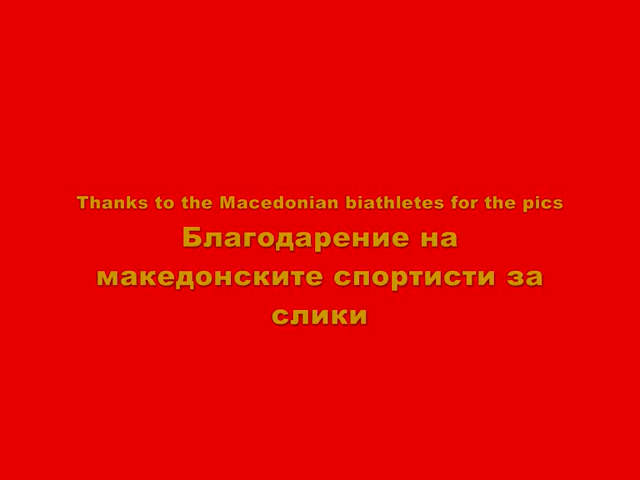 Thanks to the Macedonian biathletes for the pics
Благодарение на
македонските спортисти за
слики